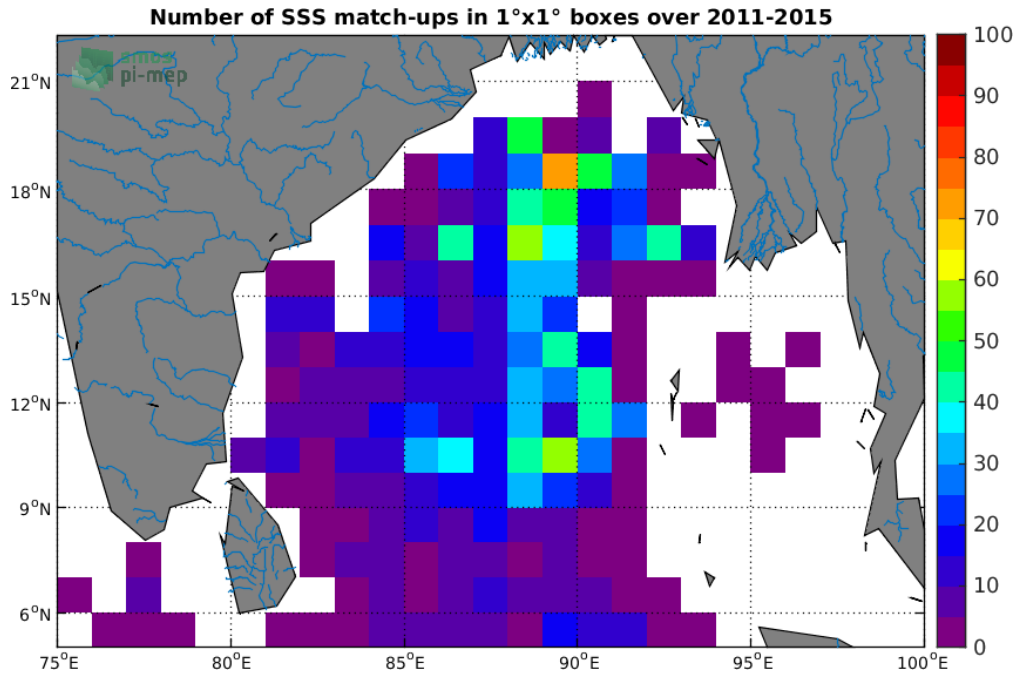 Number of SSS match-ups in 1°x1° boxes over 2011-2015
smos
pi-mep
21°N
18°N
15°N
12°N
9°N
6°N
75°E 80°E 85°E 90°E 95°E 100°E
100
90
80
70
60
50
40
30
20
10
0